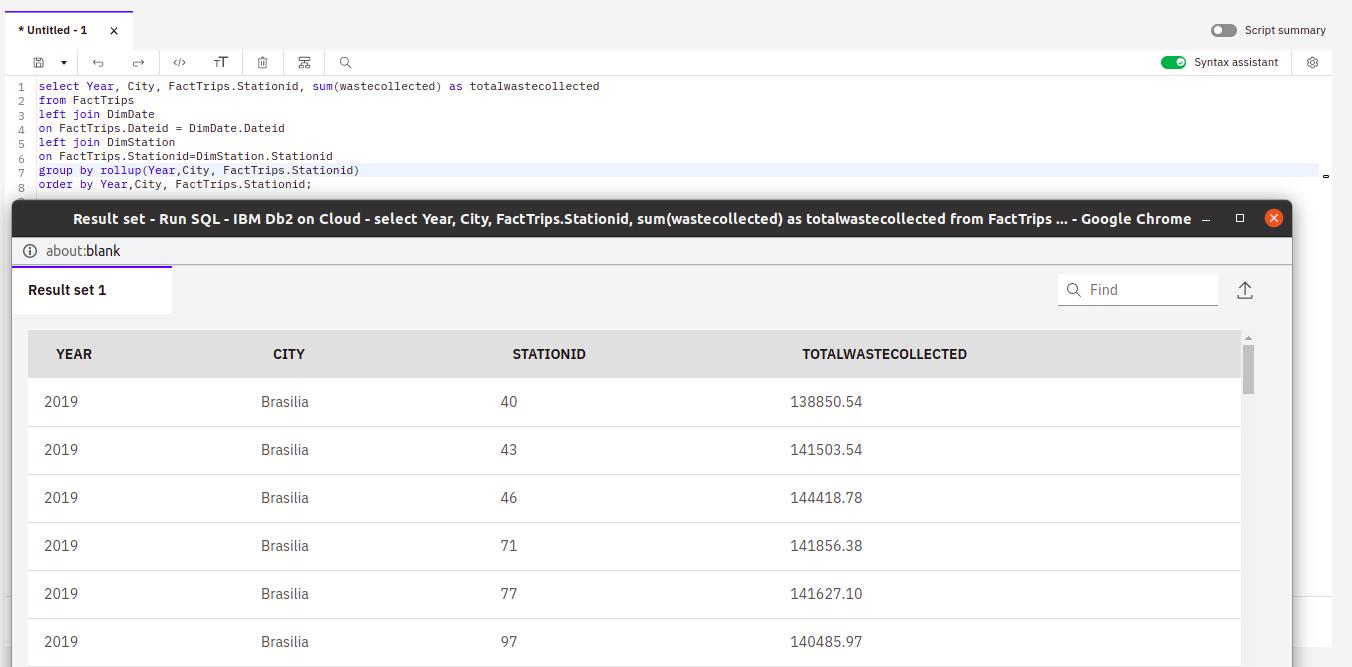 * Untitled - 1
Script summary
Syntax assistant
1 select Year, City, FactTrips.Stationid, sum(wastecollected) as totalwastecollected
2 from FactTrips
3 left join DimDate
4 on FactTrips.Dateid = DimDate.Dateid
5 left join DimStation
6 on FactTrips.Stationid=DimStation.Stationid
7 group by rollup(Year,City, FactTrips.Stationid)
8 order by Year,City, FactTrips.Stationid;
Result set - Run SQL - IBM Db2 on Cloud - select Year, City, FactTrips.Stationid, sum(wastecollected) as totalwastecollected from FactTrips ... - Google Chrome
about:blank
Result set 1
Find
YEAR CITY STATIONID TOTALWASTECOLLECTED
2019 Brasilia 40 138850.54
2019 Brasilia 43 141503.54
2019 Brasilia 46 144418.78
2019 Brasilia 71 141856.38
2019 Brasilia 77 141627.10
2019 Brasilia 97 140485.97